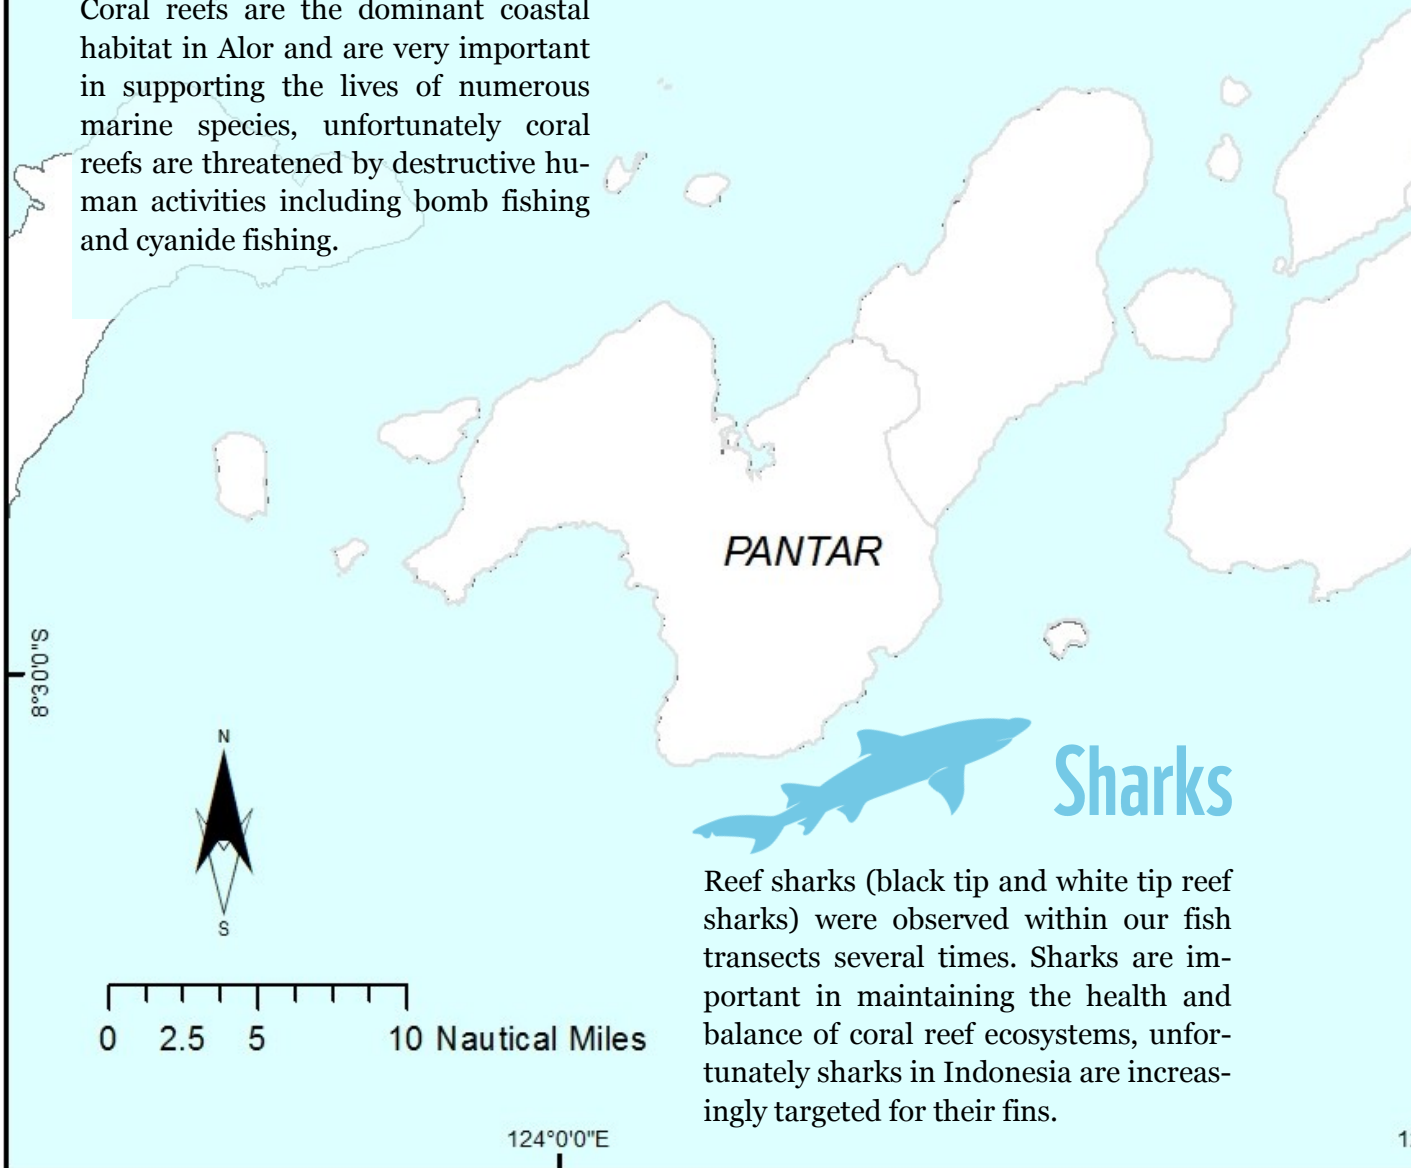 Coral reefs are the dominant coastal
habitat in Alor and are very important
in supporting the lives of numerous
marine species, unfortunately coral
reefs are threatened by destructive hu-
man activities including bomb fishing
and cyanide fishing.
PANTAR
8°30'0"S
N
S
Sharks
Reef sharks (black tip and white tip reef
sharks) were observed within our fish
transects several times. Sharks are im-
portant in maintaining the health and
balance of coral reef ecosystems, unfor-
tunately sharks in Indonesia are increas-
ingly targeted for their fins.
0 2.5 5 10 Nautical Miles
124°0'0"E